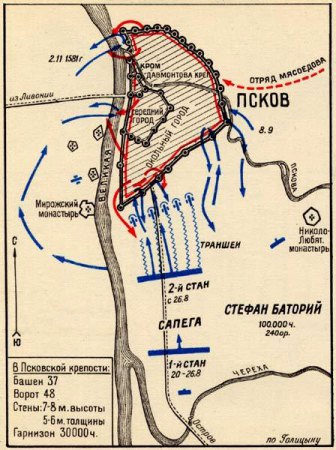 2.11 1581г
КРОМ
ДАВМОНТОВА КРЕП.
ОТРЯД МЯСОЕДОВА
ИЗ ЛИВОНИИ
СЕРЕДНИЙ
ГОРОД
ОКОЛЬНЫЙ ГОРОД
ПСКОВ
8.9
ВЕЛИКАЯ
ПСКОВА
Мирожский
монастырь
Николо-
Любят.
монастырь
ТРАНШЕИ
С
Ю
2-й СТАН
с 26.8
СТЕФАН БАТОРИЙ
100.000 ч.
240 ор.
САПЕГА
1-й СТАН
20-26.8
ЧЕРЕХА
Остров
по Голицыну
В Псковской крепости:
Башен 37
Ворот 48
Стены: 7-8 м. высоты
5-6 м. толщины
Гарнизон 30000 ч.